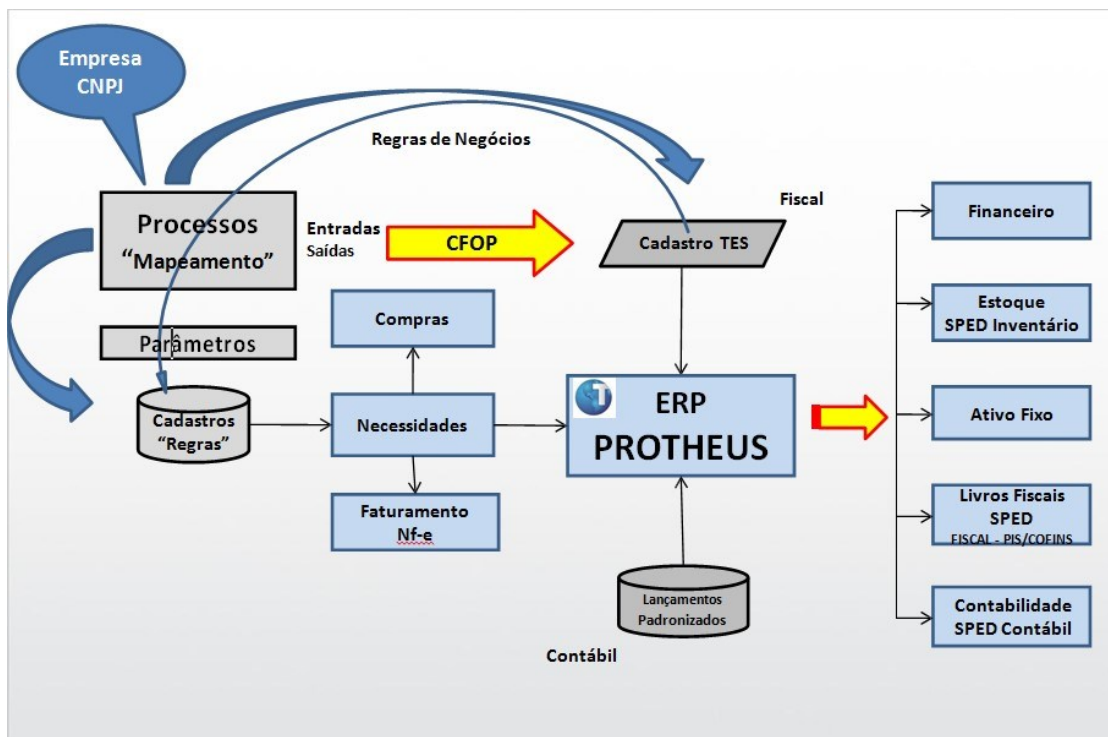 Empresa
CNPJ
Regras de Negócios
Processos
“Mapeamento”
Entradas
Saídas
CFOP
Fiscal
Cadastro TES
Financeiro
Estoque
SPED Inventário
Compras
Parâmetros
Cadastros
“Regras”
Necessidades
T
ERP
PROTHEUS
Ativo Fixo
Faturamento
Nf-e
Livros Fiscais
SPED
FISCAL - PIS/COFINS
Lançamentos
Padronizados
Contábil
Contabilidade
SPED Contábil